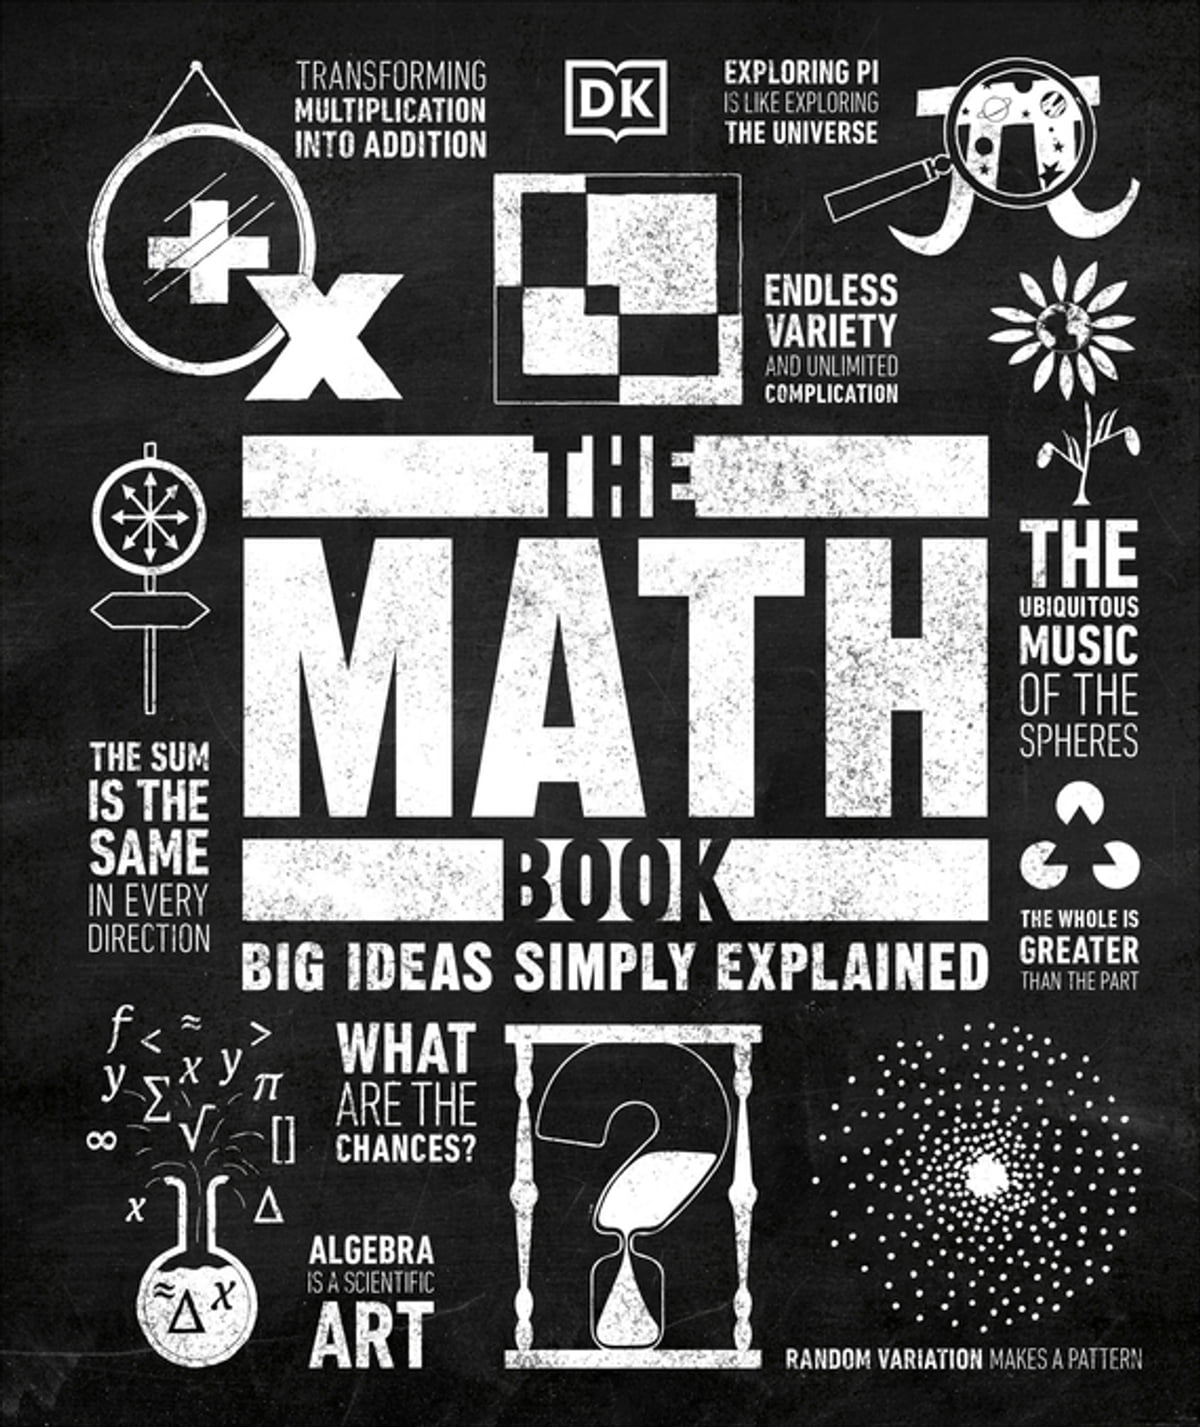 TRANSFORMING
MULTIPLICATION
INTO ADDITION
DK
EXPLORING PI
IS LIKE EXPLORING
THE UNIVERSE
π
+
x
ENDLESS
VARIETY
AND UNLIMITED
COMPLICATION
THE
MATH
BOOK
BIG IDEAS SIMPLY EXPLAINED
THE
UBIQUITOUS
MUSIC
OF THE
SPHERES
THE SUM
IS THE
SAME
IN EVERY
DIRECTION
THE WHOLE IS
GREATER
THAN THE PART
f < ≈ >
y Σ x y π
∞ √ []
x Δ
≈ Δ x
WHAT
ARE THE
CHANCES?
?
ALGEBRA
IS A SCIENTIFIC
ART
RANDOM VARIATION MAKES A PATTERN